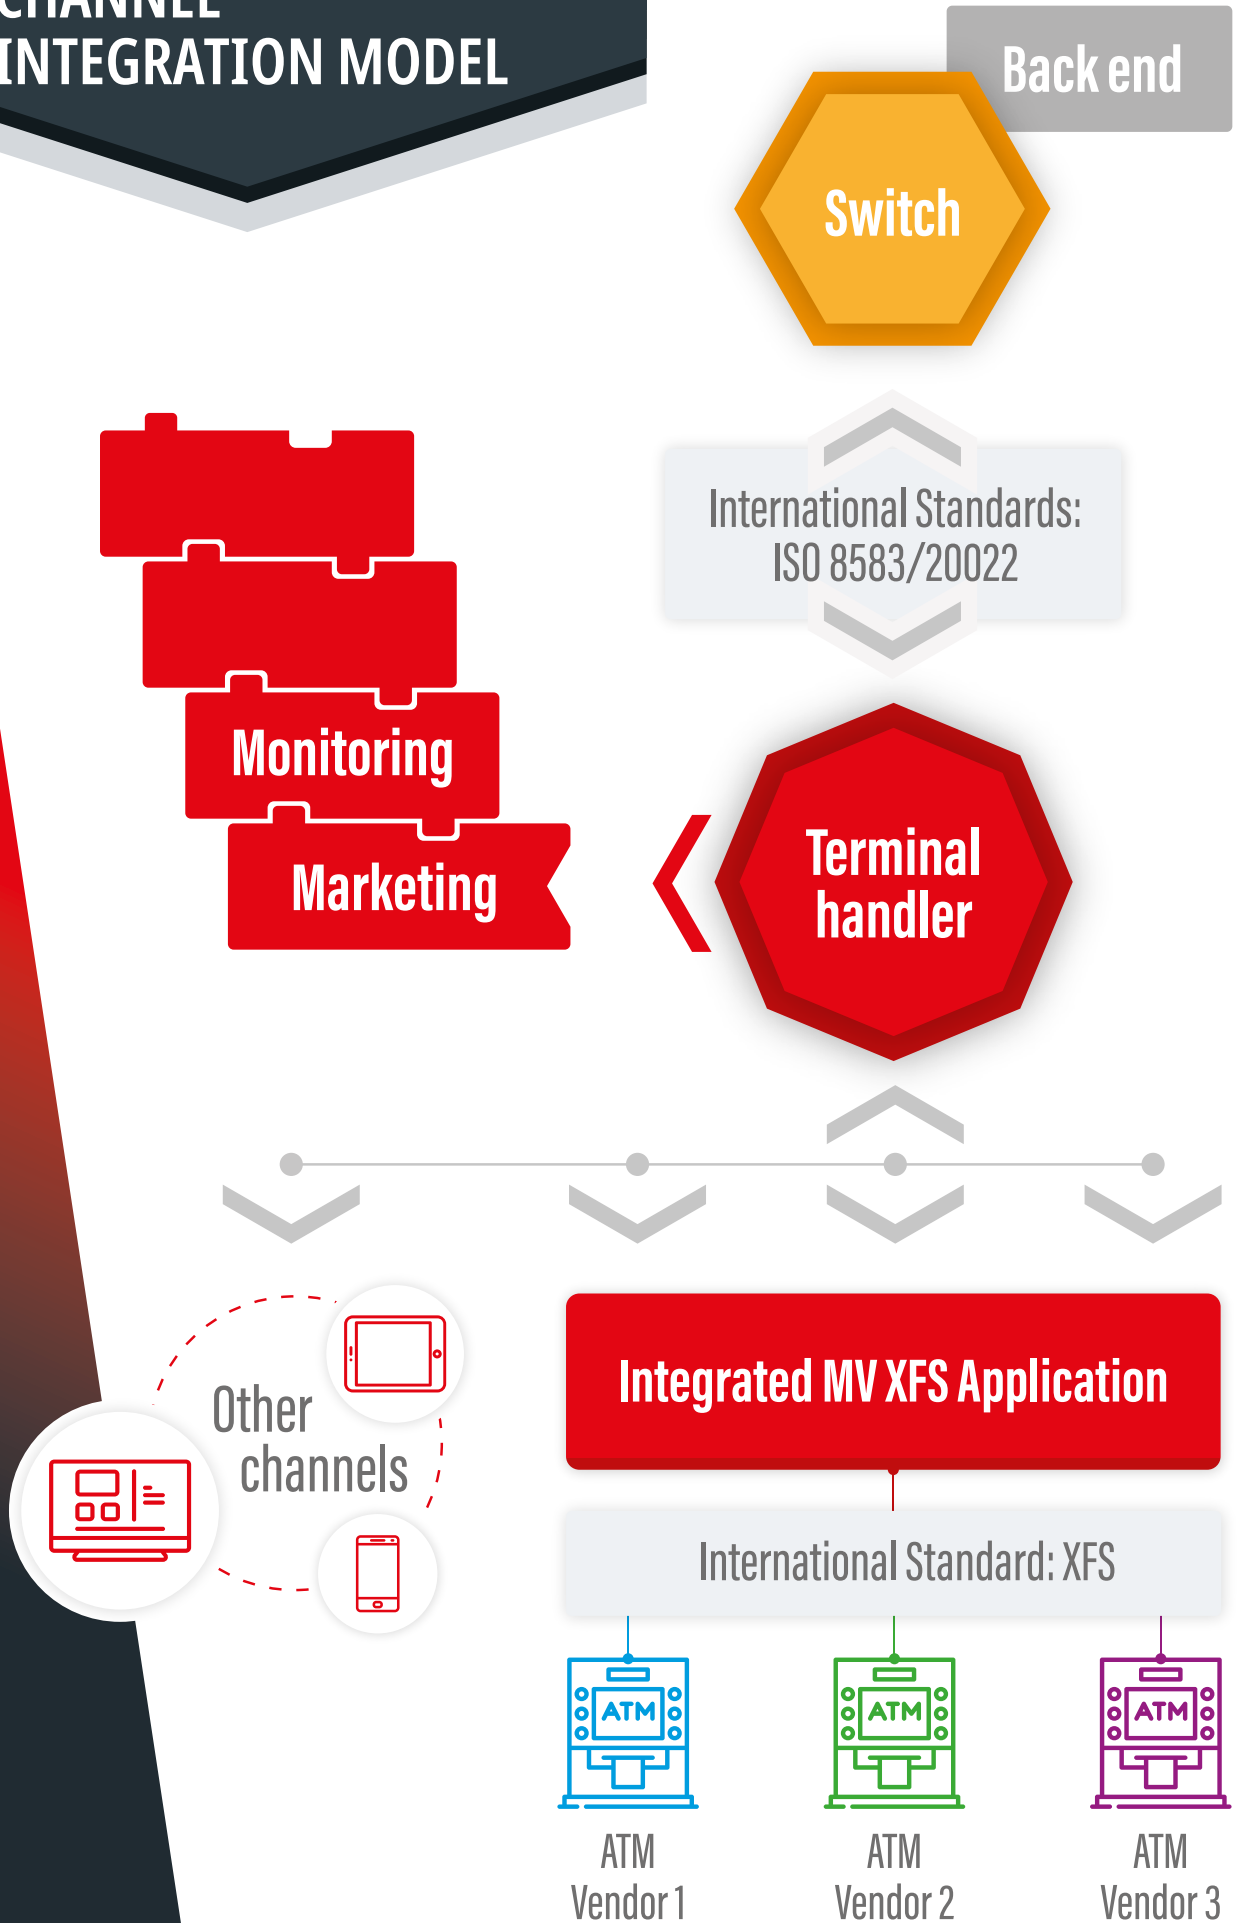 CHANNEL
INTEGRATION MODEL
Back end
Switch
International Standards:
ISO 8583/20022
Monitoring
Marketing
Terminal
handler
Other
channels
Integrated MV XFS Application
International Standard: XFS
ATM
ATM
ATM
ATM
Vendor 1
ATM
Vendor 2
ATM
Vendor 3